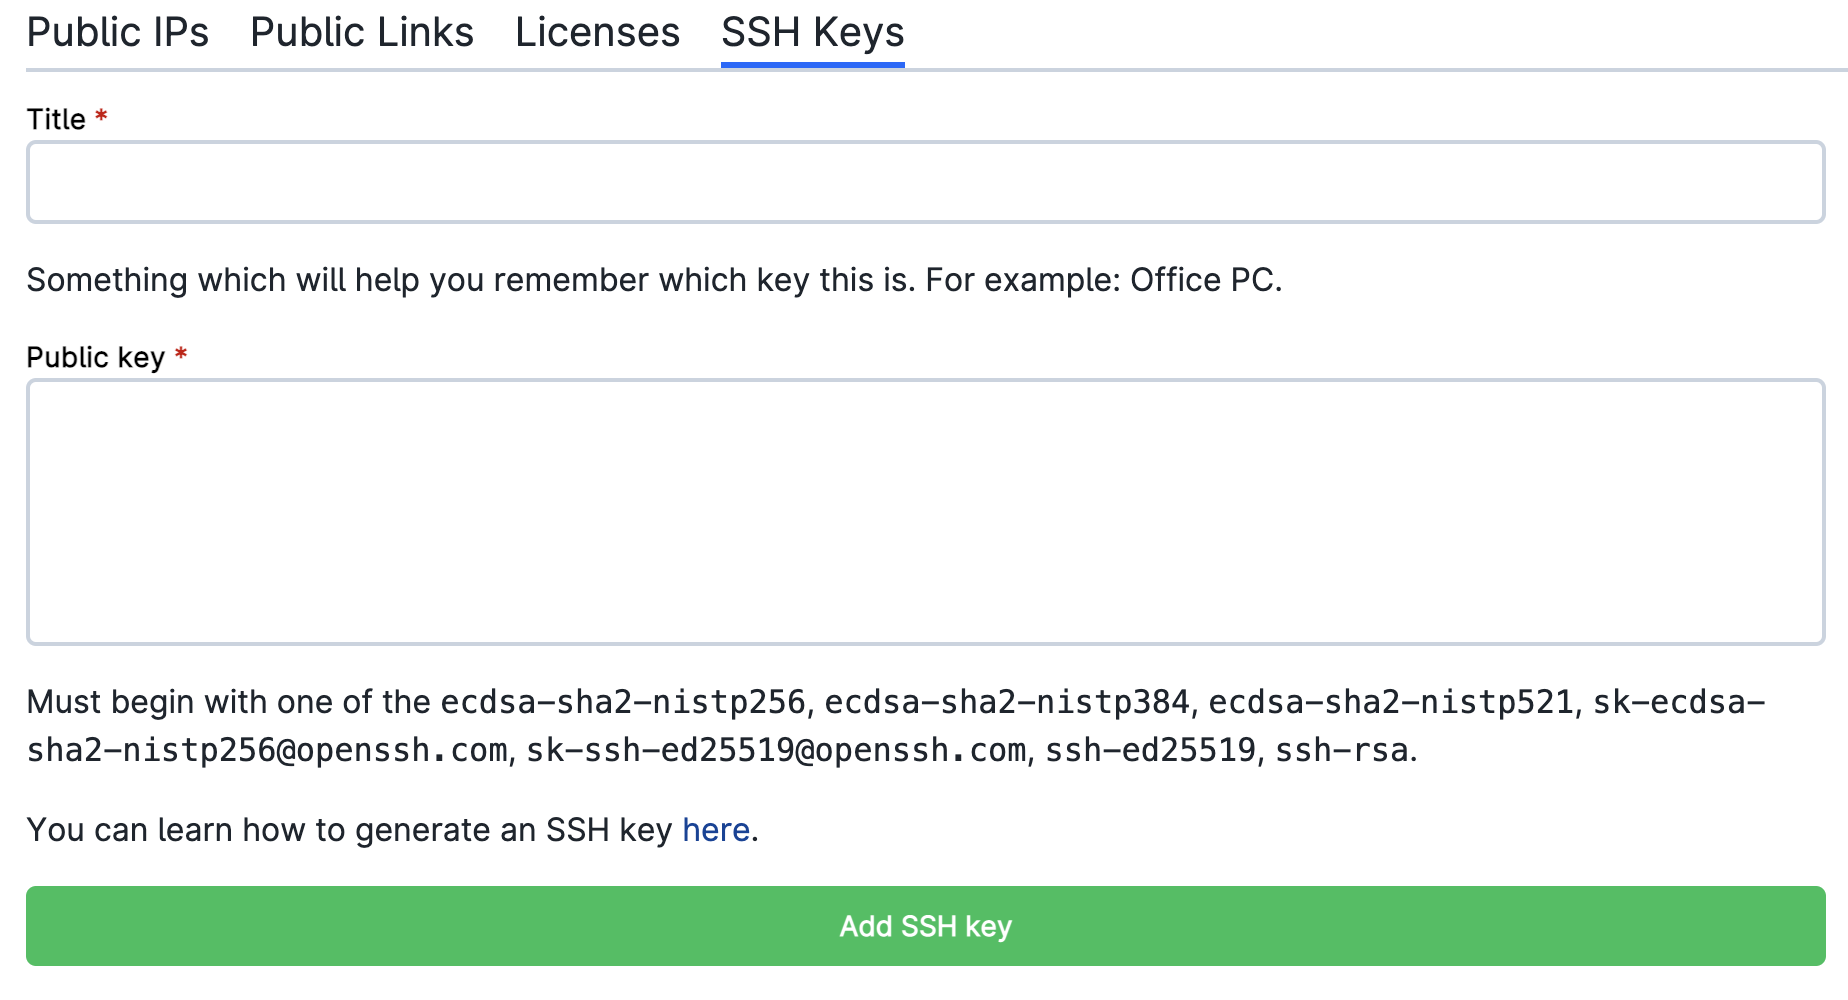 Public IPs Public Links Licenses SSH Keys
Title *
Something which will help you remember which key this is. For example: Office PC.
Public key *
Must begin with one of the ecdsa-sha2-nistp256, ecdsa-sha2-nistp384, ecdsa-sha2-nistp521, sk-ecdsa-
sha2-nistp256@openssh.com, sk-ssh-ed25519@openssh.com, ssh-ed25519, ssh-rsa.
You can learn how to generate an SSH key here.
Add SSH key